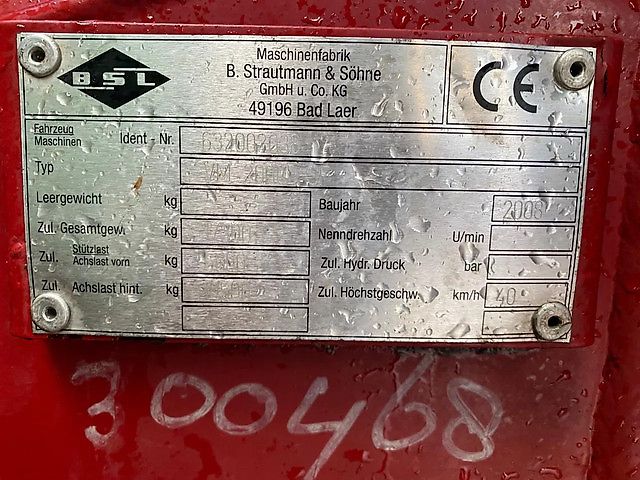 BSL
Maschinenfabrik
B. Strautmann & Söhne
GmbH u. Co. KG
49196 Bad Laer
CE
Fahrzeug
Maschinen Ident - Nr.
Typ
Leergewicht kg
Baujahr 2008
Zul. Gesamtgew. kg
Nenndrehzahl U/min
Zul. Stützlast
Achslast vorn kg
Zul. Hydr. Druck bar
Zul. Achslast hint. kg
Zul. Höchstgeschw. km/h 40
300468